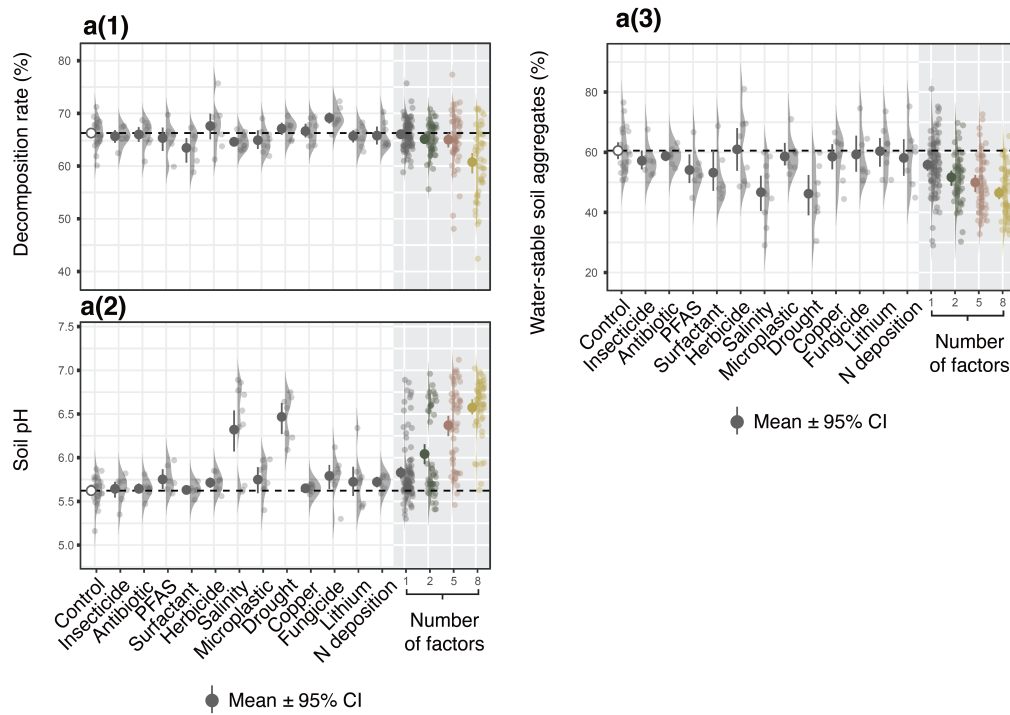 a(1)
Decomposition rate (%)
80
70
60
50
40
a(2)
Soil pH
7.5
7.0
6.5
6.0
5.5
5.0
Control
Insecticide
Antibiotic
PFAS
Surfactant
Herbicide
Salinity
Microplastic
Drought
Copper
Fungicide
Lithium
N deposition
1 2 5 8
Number
of factors
Mean ± 95% CI
a(3)
Water-stable soil aggregates (%)
80
60
40
20
Control
Insecticide
Antibiotic
PFAS
Surfactant
Herbicide
Salinity
Microplastic
Drought
Copper
Fungicide
Lithium
N deposition
1 2 5 8
Number
of factors
Mean ± 95% CI